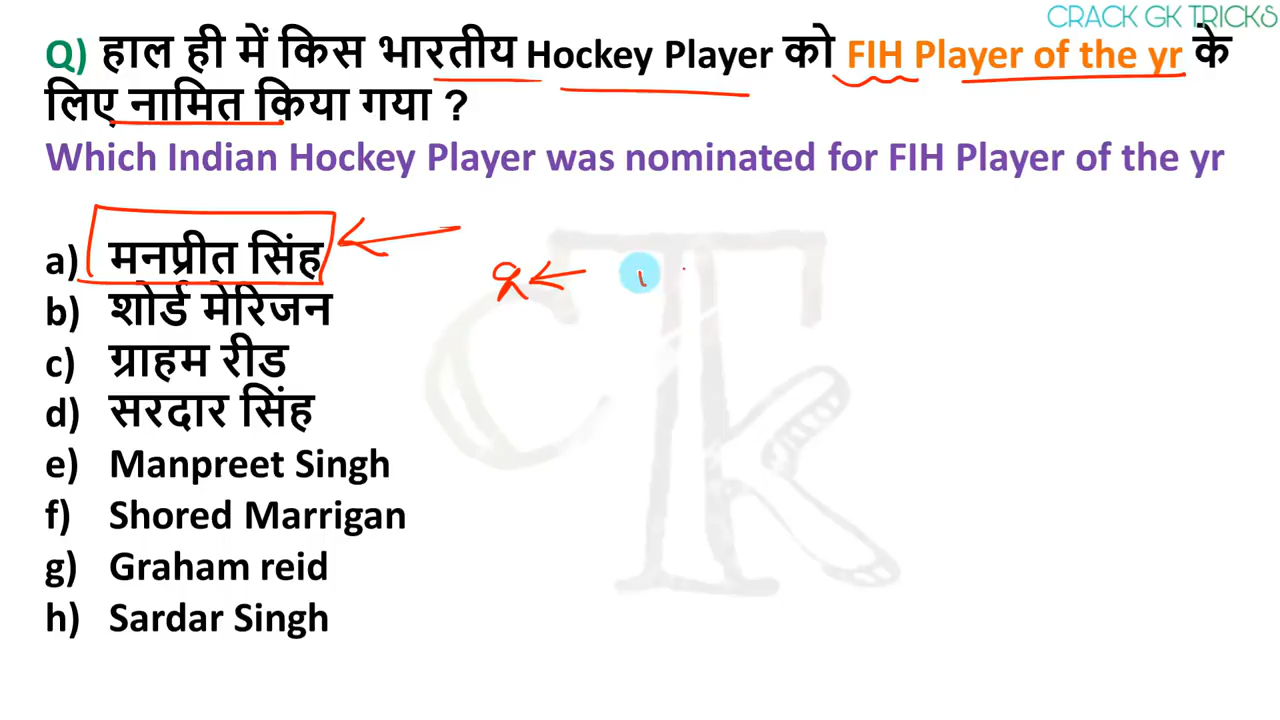 CRACK GK TRICKS
Q) हाल ही में किस भारतीय Hockey Player को FIH Player of the yr के
लिए नामित किया गया ?
Which Indian Hockey Player was nominated for FIH Player of the yr
a) मनप्रीत सिंह
b) शोर्ड मेरिजन
c) ग्राहम रीड
d) सरदार सिंह
e) Manpreet Singh
f) Shored Marrigan
g) Graham reid
h) Sardar Singh